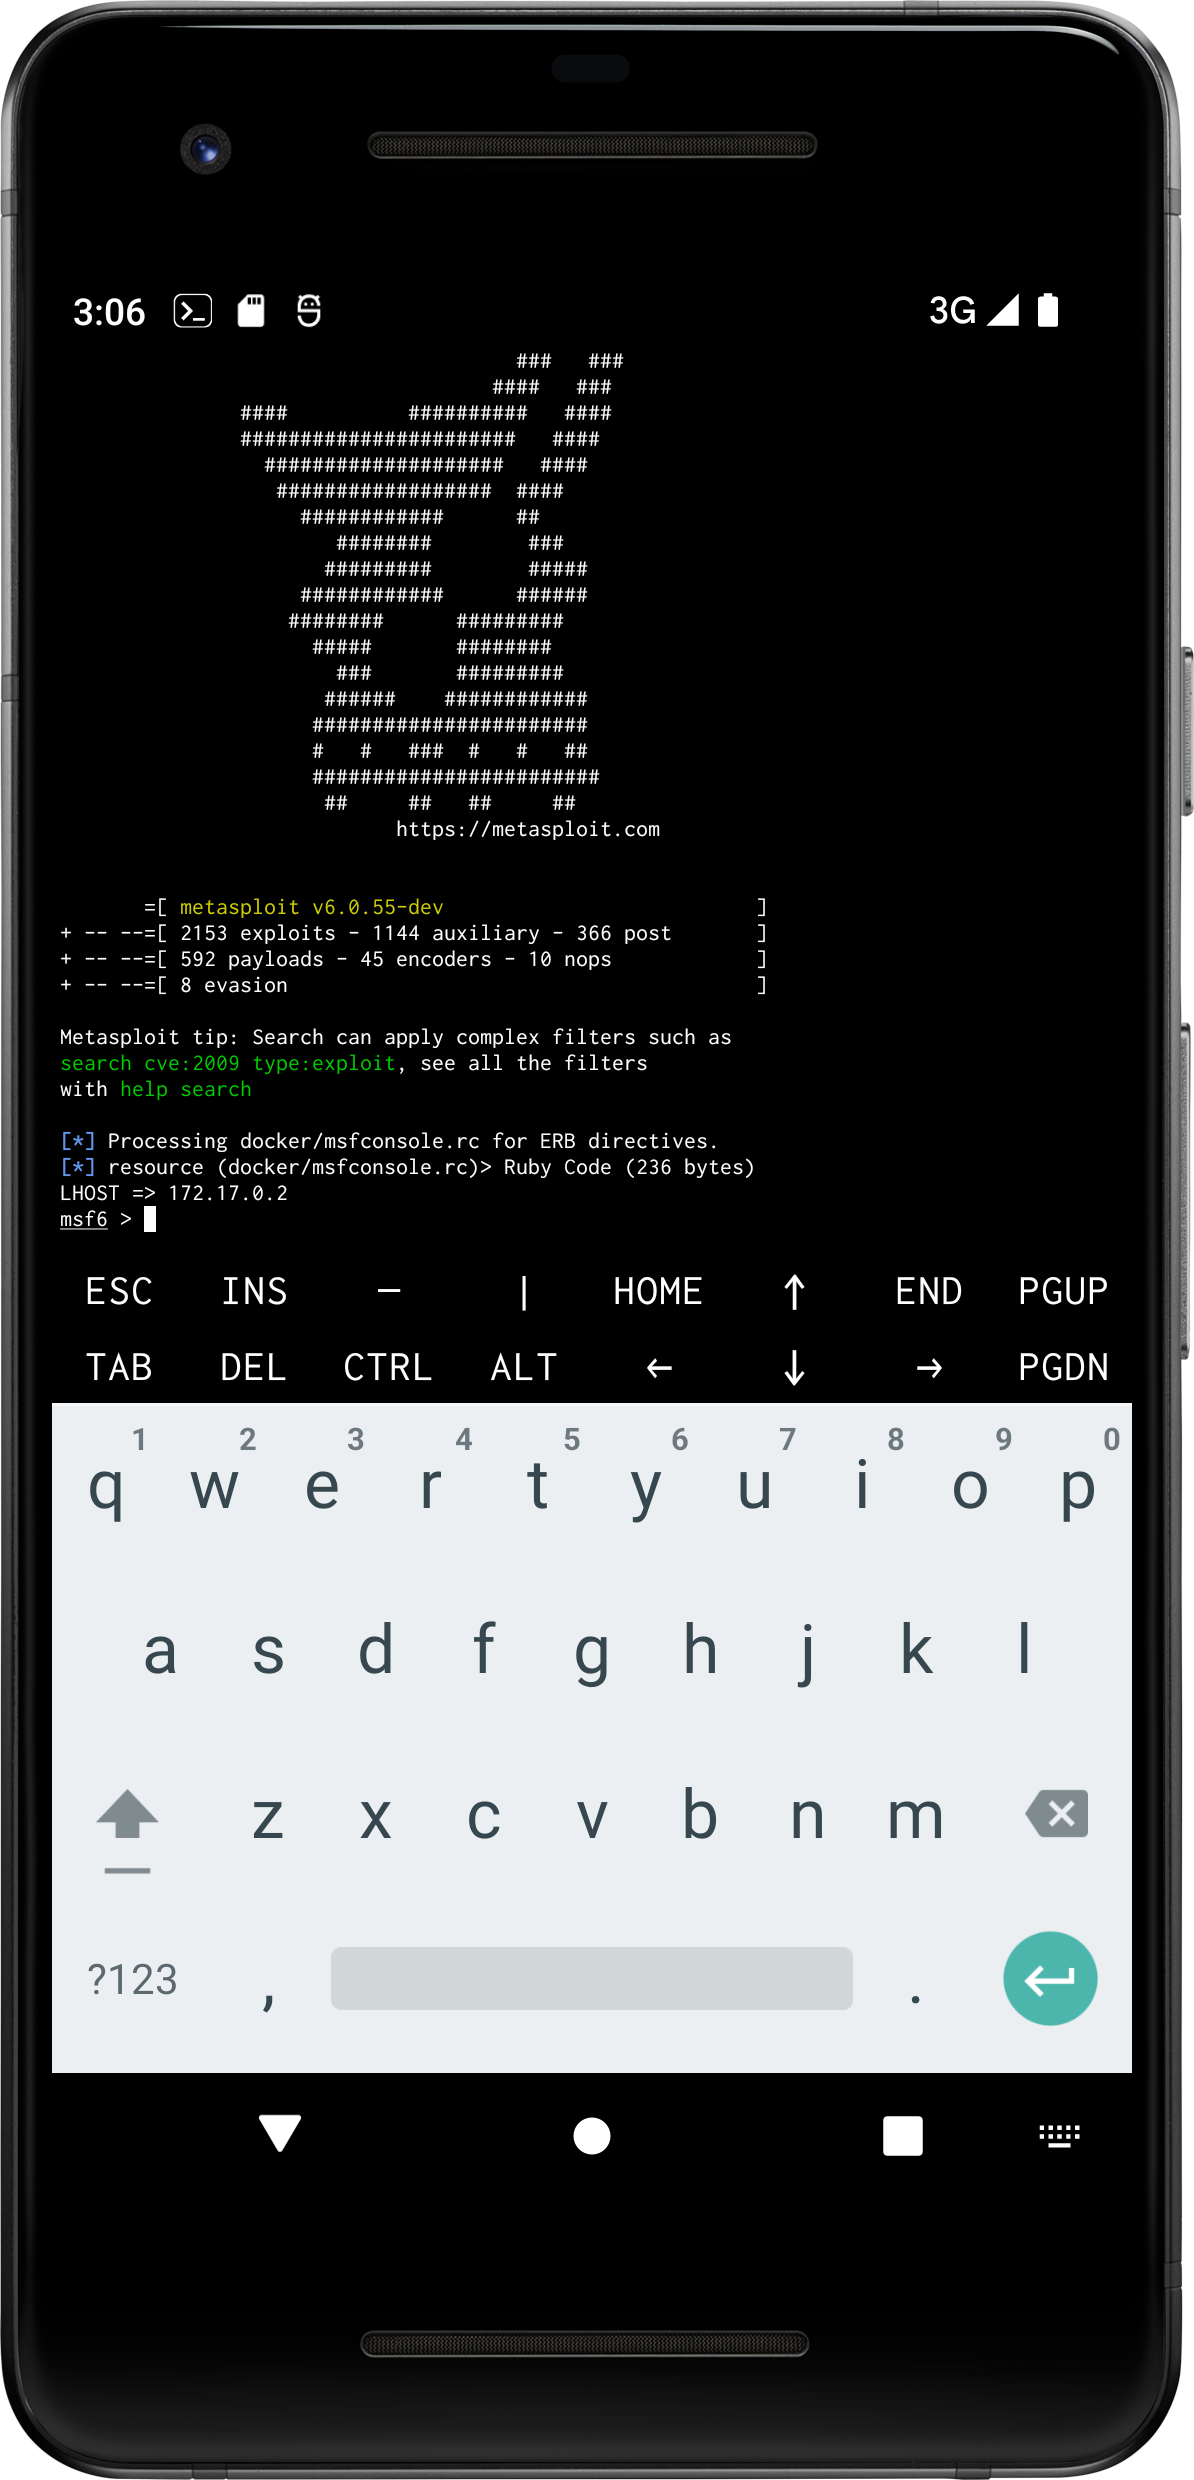 3:06 3G
### ###
#### ###
#### ########## ####
####################### ####
#################### ####
################## ####
############ ##
######## ###
######### #####
############ ######
######## #########
##### ########
### #########
###### ############
#######################
# # ### # # ##
########################
## ## ## ##
https://metasploit.com
=[ metasploit v6.0.55-dev ]
+ -- --=[ 2153 exploits - 1144 auxiliary - 366 post ]
+ -- --=[ 592 payloads - 45 encoders - 10 nops ]
+ -- --=[ 8 evasion ]
Metasploit tip: Search can apply complex filters such as
search cve:2009 type:exploit, see all the filters
with help search
[*] Processing docker/msfconsole.rc for ERB directives.
[*] resource (docker/msfconsole.rc)> Ruby Code (236 bytes)
LHOST => 172.17.0.2
msf6 >
ESC INS — | HOME ↑ END PGUP
TAB DEL CTRL ALT ← ↓ → PGDN
1 2 3 4 5 6 7 8 9 0
q w e r t y u i o p
a s d f g h j k l
z x c v b n m
?123 , .